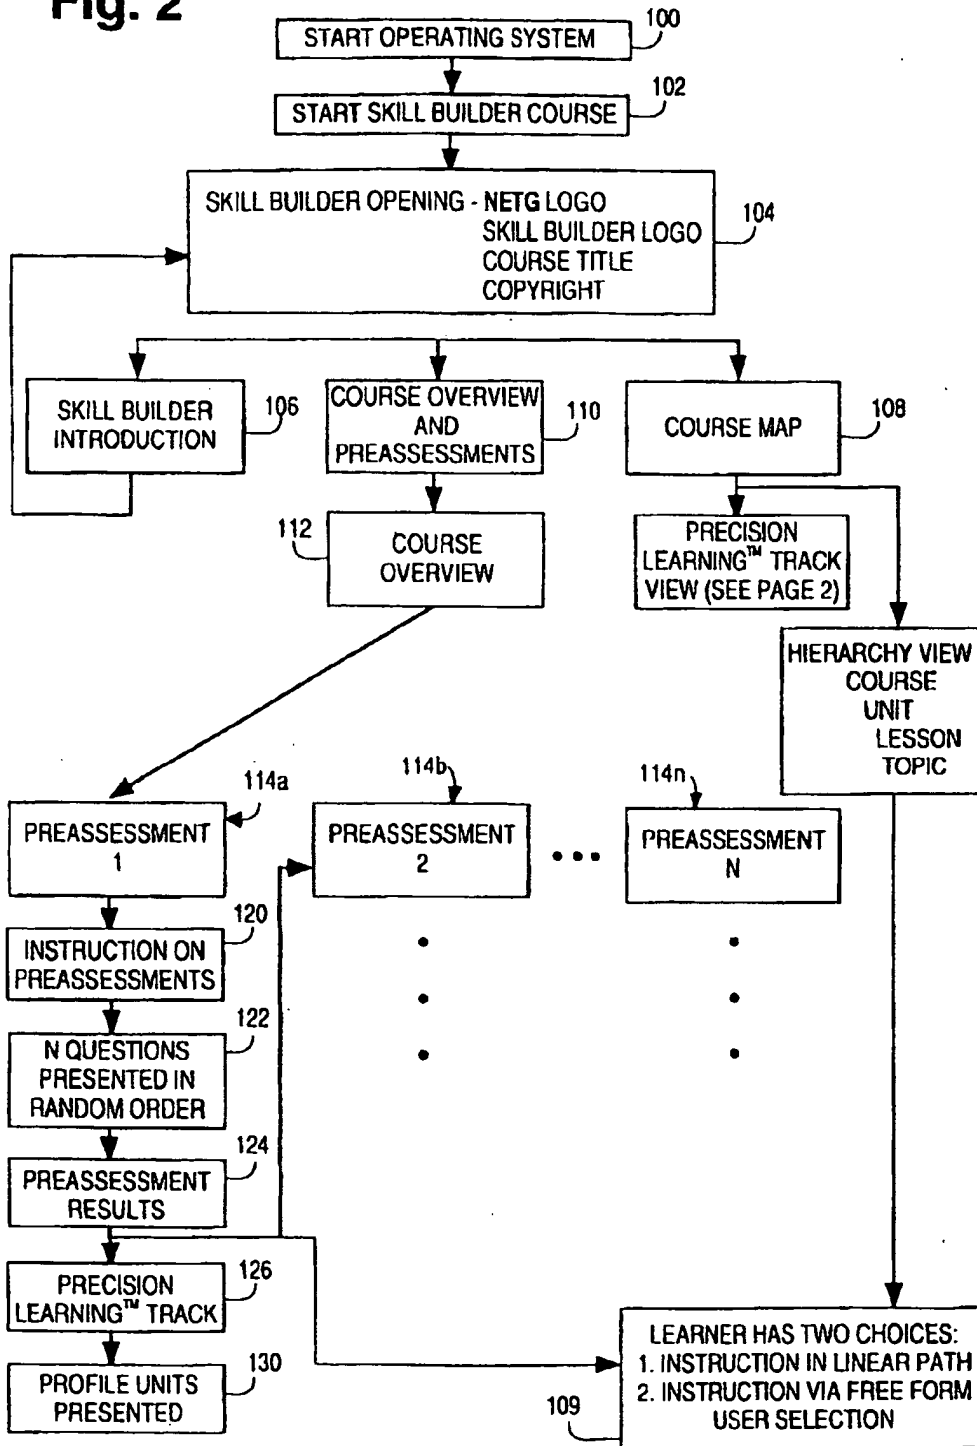 Fig. 2
START OPERATING SYSTEM
100
START SKILL BUILDER COURSE
102
SKILL BUILDER OPENING - NETG LOGO
SKILL BUILDER LOGO
COURSE TITLE
COPYRIGHT
104
SKILL BUILDER
INTRODUCTION
106
COURSE OVERVIEW
AND
PREASSESSMENTS
110
COURSE MAP
108
112
COURSE
OVERVIEW
PRECISION
LEARNING™ TRACK
VIEW (SEE PAGE 2)
HIERARCHY VIEW
COURSE
UNIT
LESSON
TOPIC
114a
PREASSESSMENT
1
114b
PREASSESSMENT
2
114n
PREASSESSMENT
N
120
INSTRUCTION ON
PREASSESSMENTS
122
N QUESTIONS
PRESENTED IN
RANDOM ORDER
124
PREASSESSMENT
RESULTS
126
PRECISION
LEARNING™ TRACK
130
PROFILE UNITS
PRESENTED
LEARNER HAS TWO CHOICES:
1. INSTRUCTION IN LINEAR PATH
2. INSTRUCTION VIA FREE FORM
USER SELECTION
109